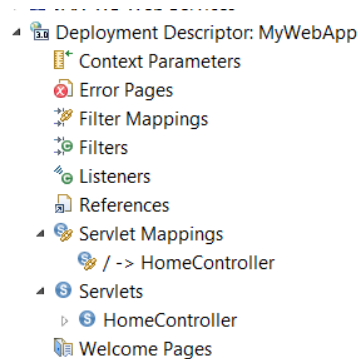 Deployment Descriptor: MyWebApp
Context Parameters
Error Pages
Filter Mappings
Filters
Listeners
References
Servlet Mappings
/ -> HomeController
Servlets
HomeController
Welcome Pages